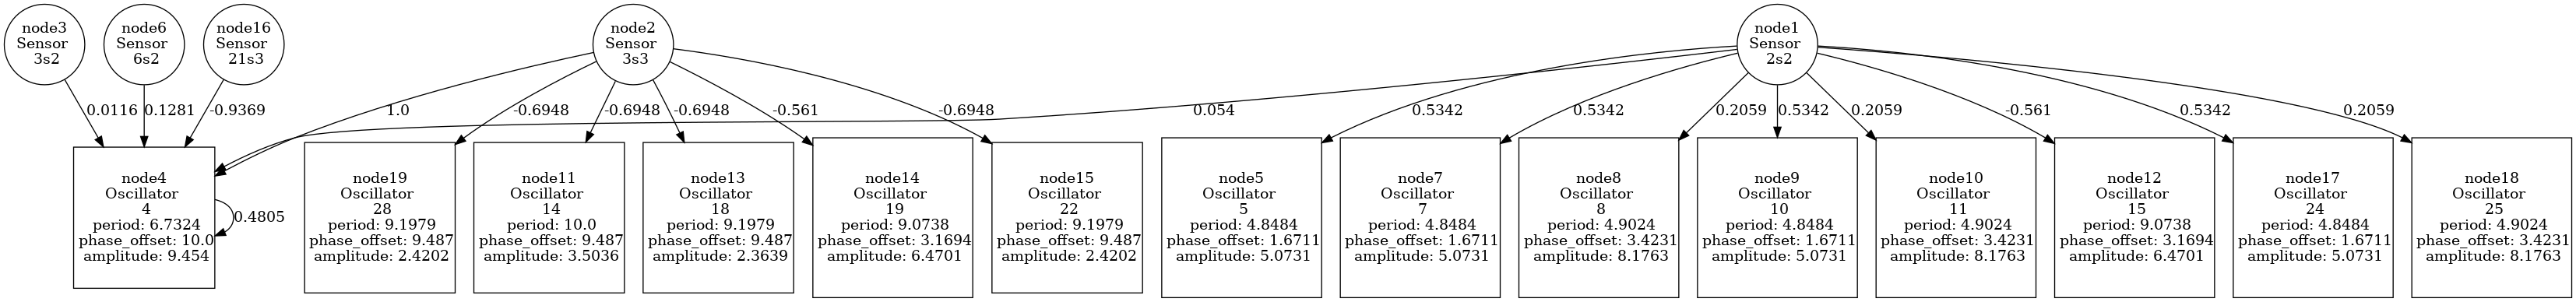 node3
Sensor
3s2
node6
Sensor
6s2
node16
Sensor
21s3
node2
Sensor
3s3
node1
Sensor
2s2
0.0116
0.1281
-0.9369
1.0
-0.6948
-0.6948
-0.6948
-0.561
-0.6948
0.054
0.5342
0.5342
0.2059
0.5342
0.2059
-0.561
0.5342
0.2059
node4
Oscillator
4
period: 6.7324
phase_offset: 10.0
amplitude: 9.454
0.4805
node19
Oscillator
28
period: 9.1979
phase_offset: 9.487
amplitude: 2.4202
node11
Oscillator
14
period: 10.0
phase_offset: 9.487
amplitude: 3.5036
node13
Oscillator
18
period: 9.1979
phase_offset: 9.487
amplitude: 2.3639
node14
Oscillator
19
period: 9.0738
phase_offset: 3.1694
amplitude: 6.4701
node15
Oscillator
22
period: 9.1979
phase_offset: 9.487
amplitude: 2.4202
node5
Oscillator
5
period: 4.8484
phase_offset: 1.6711
amplitude: 5.0731
node7
Oscillator
7
period: 4.8484
phase_offset: 1.6711
amplitude: 5.0731
node8
Oscillator
8
period: 4.9024
phase_offset: 3.4231
amplitude: 8.1763
node9
Oscillator
10
period: 4.8484
phase_offset: 1.6711
amplitude: 5.0731
node10
Oscillator
11
period: 4.9024
phase_offset: 3.4231
amplitude: 8.1763
node12
Oscillator
15
period: 9.0738
phase_offset: 3.1694
amplitude: 6.4701
node17
Oscillator
24
period: 4.8484
phase_offset: 1.6711
amplitude: 5.0731
node18
Oscillator
25
period: 4.9024
phase_offset: 3.4231
amplitude: 8.1763